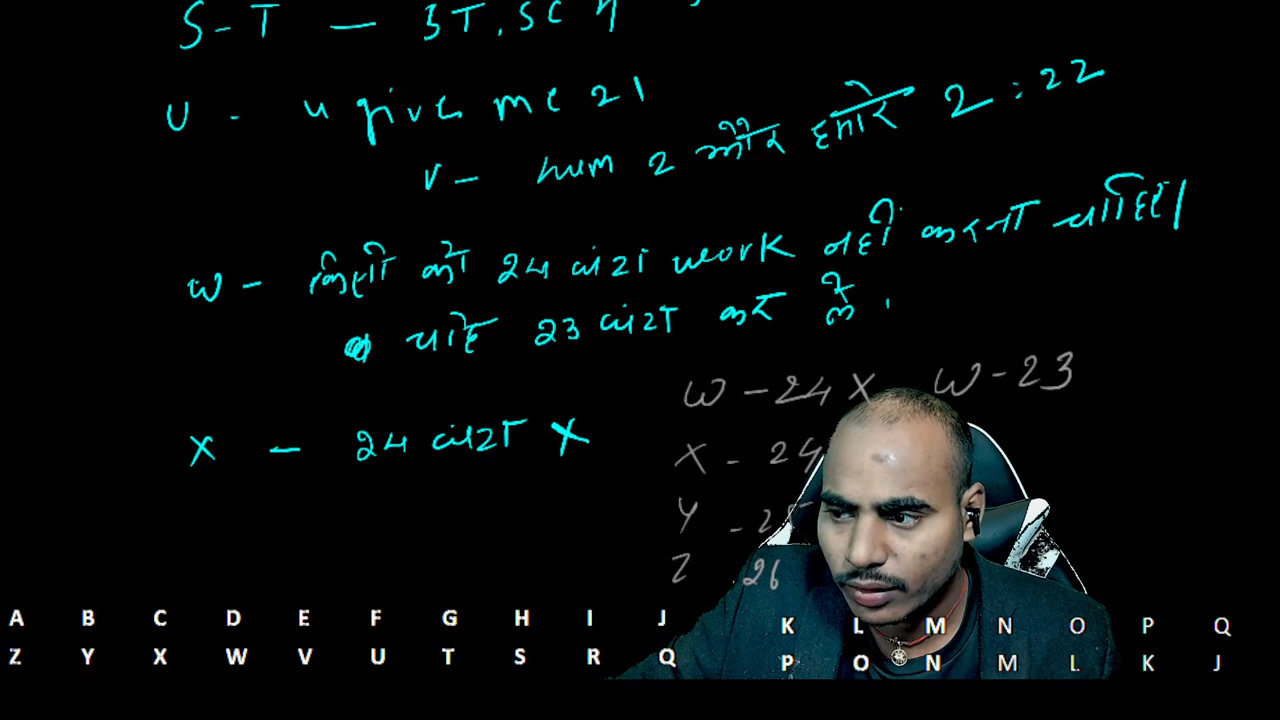 S-T — ST, SC
U - u give me 21
V - hum 2 और हमारे 2 : 22
W - किसी को 24 घंटा work नही करना चाहिए।
चाहे 23 घंटा कर ले
W - 24 X W - 23
X - 24 घंटा X
X - 24
Y - 25
Z 26
A B C D E F G H I J K L M N O P Q
Z Y X W V U T S R Q P O N M L K J